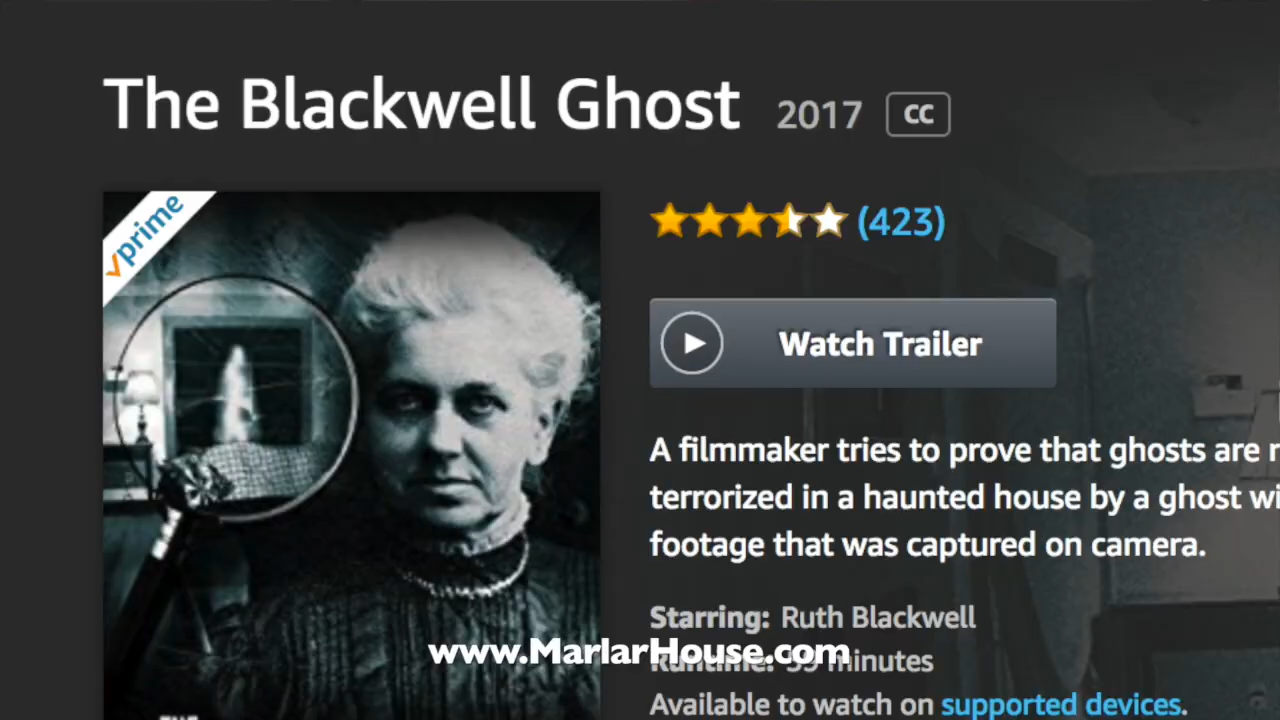 The Blackwell Ghost 2017 CC
prime
(423)
Watch Trailer
A filmmaker tries to prove that ghosts are
terrorized in a haunted house by a ghost
footage that was captured on camera.
Starring: Ruth Blackwell
www.MarlarHouse.com
Runtime: minutes
Available to watch on supported devices.
THE